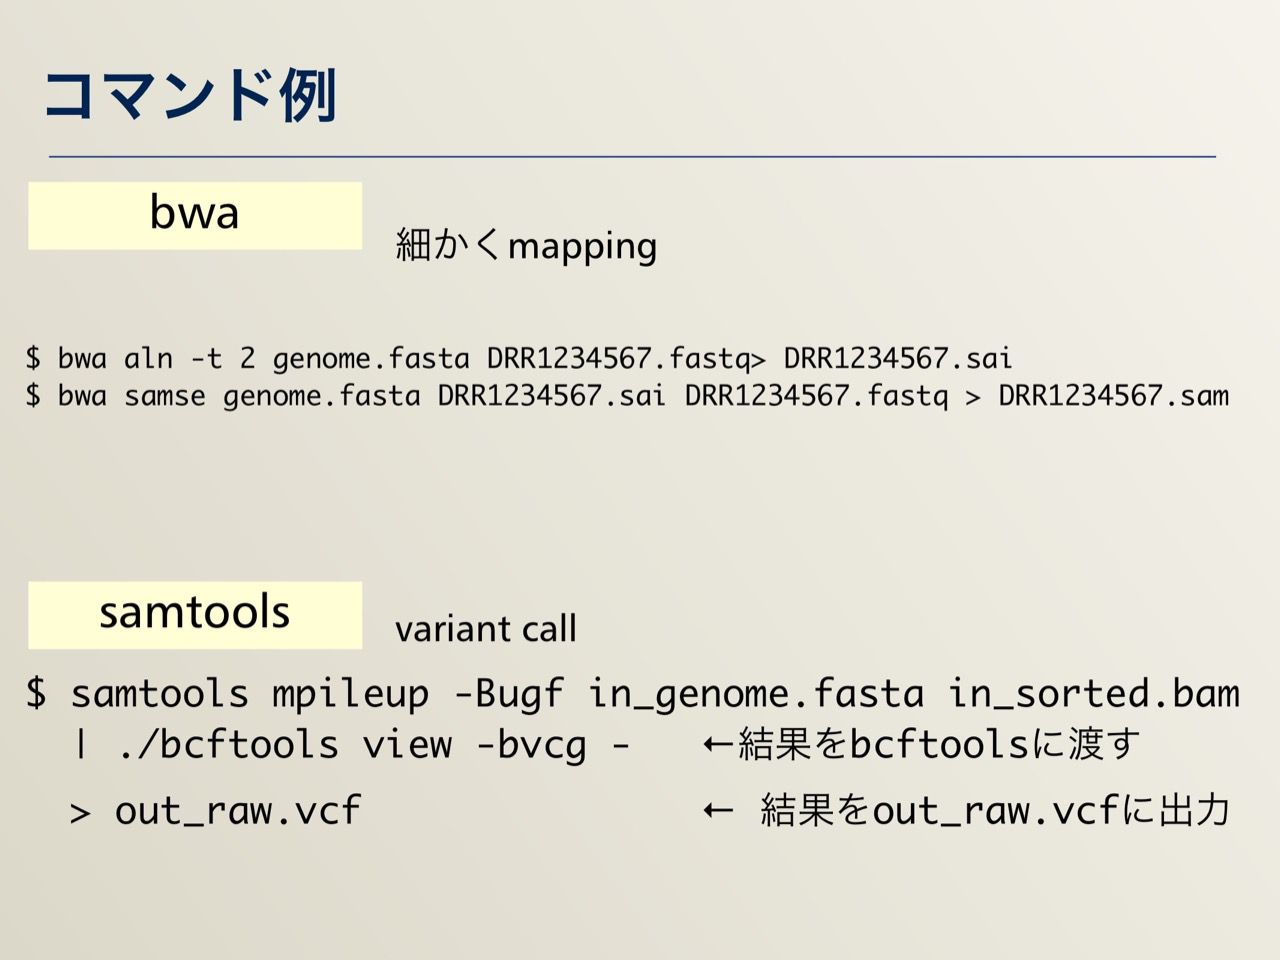 コマンド例
bwa
細かくmapping
$ bwa aln -t 2 genome.fasta DRR1234567.fastq> DRR1234567.sai
$ bwa samse genome.fasta DRR1234567.sai DRR1234567.fastq > DRR1234567.sam
samtools
variant call
$ samtools mpileup -Bugf in_genome.fasta in_sorted.bam
| ./bcftools view -bvcg - ←結果をbcftoolsに渡す
> out_raw.vcf ← 結果をout_raw.vcfに出力